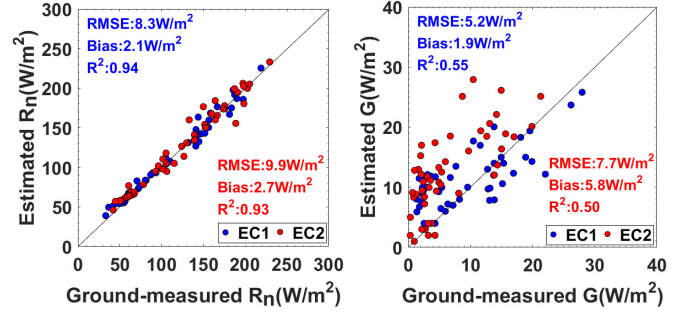 RMSE:8.3W/m²
Bias:2.1W/m²
R²:0.94
RMSE:9.9W/m²
Bias:2.7W/m²
R²:0.93
EC1 EC2
300
250
200
150
100
50
0
0 50 100 150 200 250 300
Estimated Rn(W/m²)
Ground-measured Rn(W/m²)
RMSE:5.2W/m²
Bias:1.9W/m²
R²:0.55
RMSE:7.7W/m²
Bias:5.8W/m²
R²:0.50
EC1 EC2
40
30
20
10
0
0 10 20 30 40
Estimated G(W/m²)
Ground-measured G(W/m²)